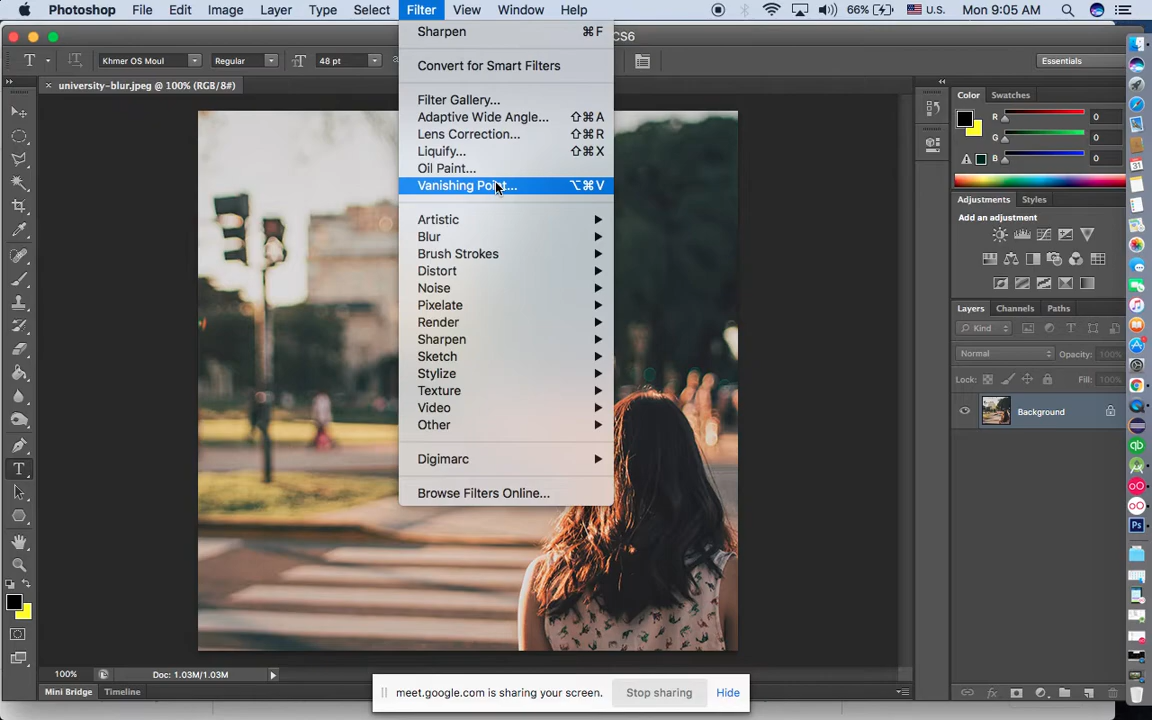 Photoshop File Edit Image Layer Type Select Filter View Window Help 66% U.S. Mon 9:05 AM
CS6
Khmer OS Moul Regular 48 pt Essentials
university-blur.jpeg @ 100% (RGB/8#)
Sharpen ⌘F
Convert for Smart Filters
Filter Gallery...
Adaptive Wide Angle... ⇧⌘A
Lens Correction... ⇧⌘R
Liquify... ⇧⌘X
Oil Paint...
Vanishing Point... ⌥⌘V
Artistic
Blur
Brush Strokes
Distort
Noise
Pixelate
Render
Sharpen
Sketch
Stylize
Texture
Video
Other
Digimarc
Browse Filters Online...
Color Swatches
R 0
G 0
B 0
Adjustments Styles
Add an adjustment
Layers Channels Paths
Kind
Normal Opacity: 100%
Lock: Fill: 100%
Background
100% Doc: 1.03M/1.03M
Mini Bridge Timeline
meet.google.com is sharing your screen. Stop sharing Hide